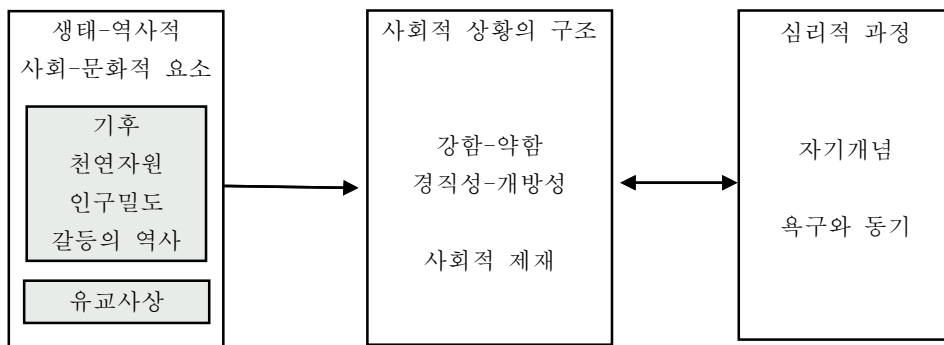 생태-역사적
사회-문화적 요소
기후
천연자원
인구밀도
갈등의 역사
유교사상
사회적 상황의 구조
강함-약함
경직성-개방성
사회적 제재
심리적 과정
자기개념
욕구와 동기